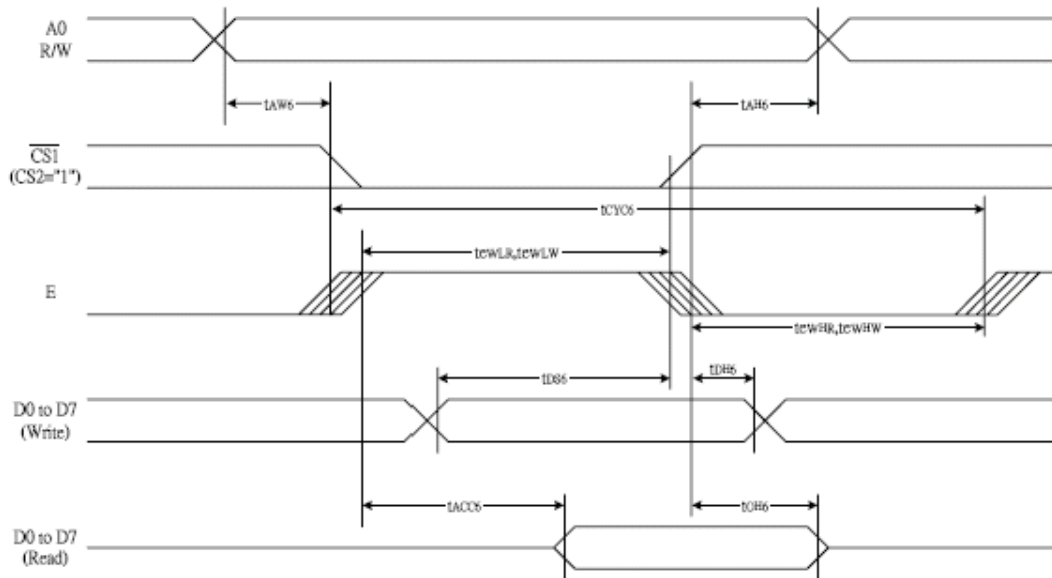 A0
R/W
tAW6
tAH6
CS1
(CS2="1")
tCYC6
tEWLR,tEWLW
E
tEWHR,tEWHW
tDS6
tDH6
D0 to D7
(Write)
tACC6
tOH6
D0 to D7
(Read)